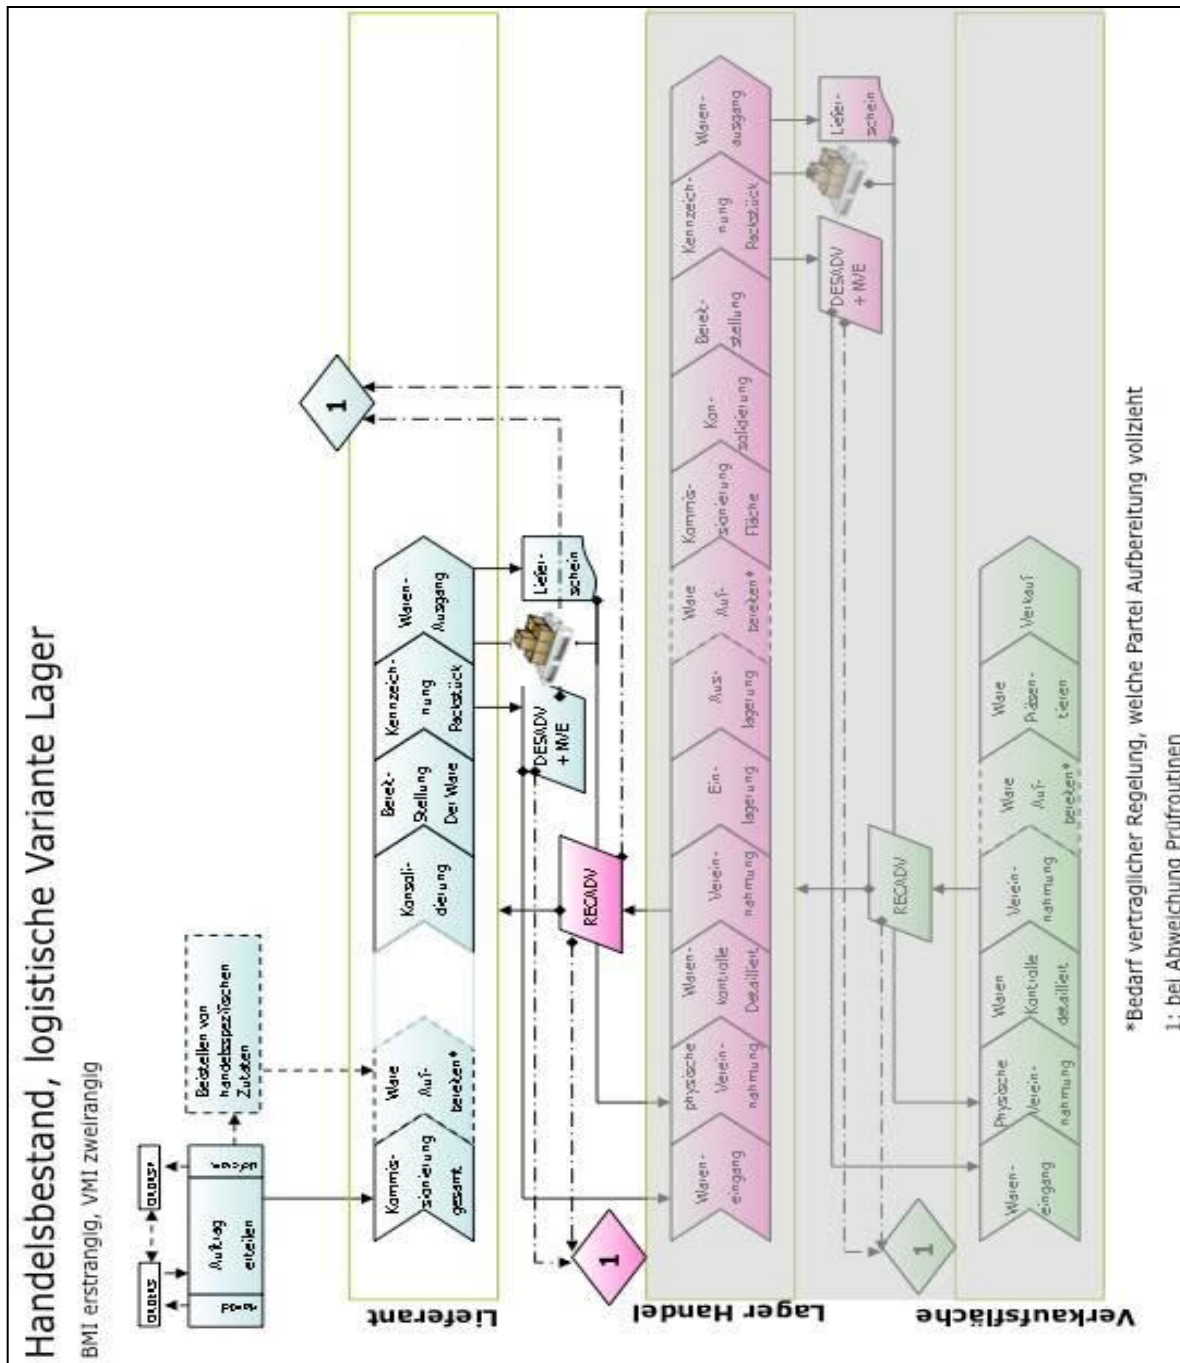 Handelsbestand, logistische Variante Lager
BMI erstrangig, VMI zweirangig
ORDERS
ORDRSP
Auftrag
erteilen
Beistellen von
handelsspezifischen
Zutaten
Lieferant
Kommis-
sionierung
gesamt
Ware
Auf-
bereiten*
Konsoli-
dierung
Bereit-
Stellung
Der Ware
Kennzeich-
nung
Packstück
Waren-
Ausgang
1
DESADV
+ NVE
Liefer-
schein
RECADV
1
Lager Handel
Waren-
eingang
physische
Verein-
nahmung
Waren-
kontrolle
Detailliert
Verein-
nahmung
Ein-
lagerung
Aus-
lagerung
Ware
Auf-
bereiten*
Kommis-
sionierung
Fläche
Kon-
solidierung
Bereit-
stellung
Kennzeich-
nung
Packstück
Waren-
ausgang
DESADV
+ NVE
Liefer-
schein
RECADV
1
Verkaufsfläche
Waren-
eingang
Physische
Verein-
nahmung
Waren
Kontrolle
detailliert
Verein-
nahmung
Ware
Auf-
bereiten*
Ware
Präsen-
tieren
Verkauf
*Bedarf vertraglicher Regelung, welche Partei Aufbereitung vollzieht
1: bei Abweichung Prüfroutinen